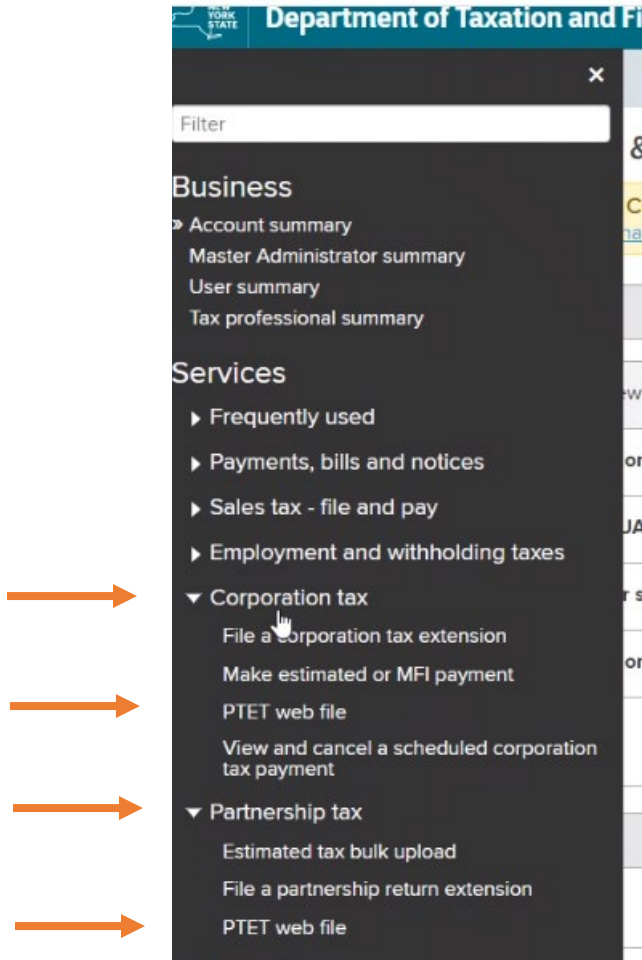 NEW YORK STATE
Department of Taxation and Fi
×
Filter
&
Business
C
» Account summary
Master Administrator summary
User summary
Tax professional summary
Services
Frequently used
Payments, bills and notices
Sales tax - file and pay
Employment and withholding taxes
Corporation tax
File a corporation tax extension
Make estimated or MFI payment
PTET web file
View and cancel a scheduled corporation
tax payment
Partnership tax
Estimated tax bulk upload
File a partnership return extension
PTET web file